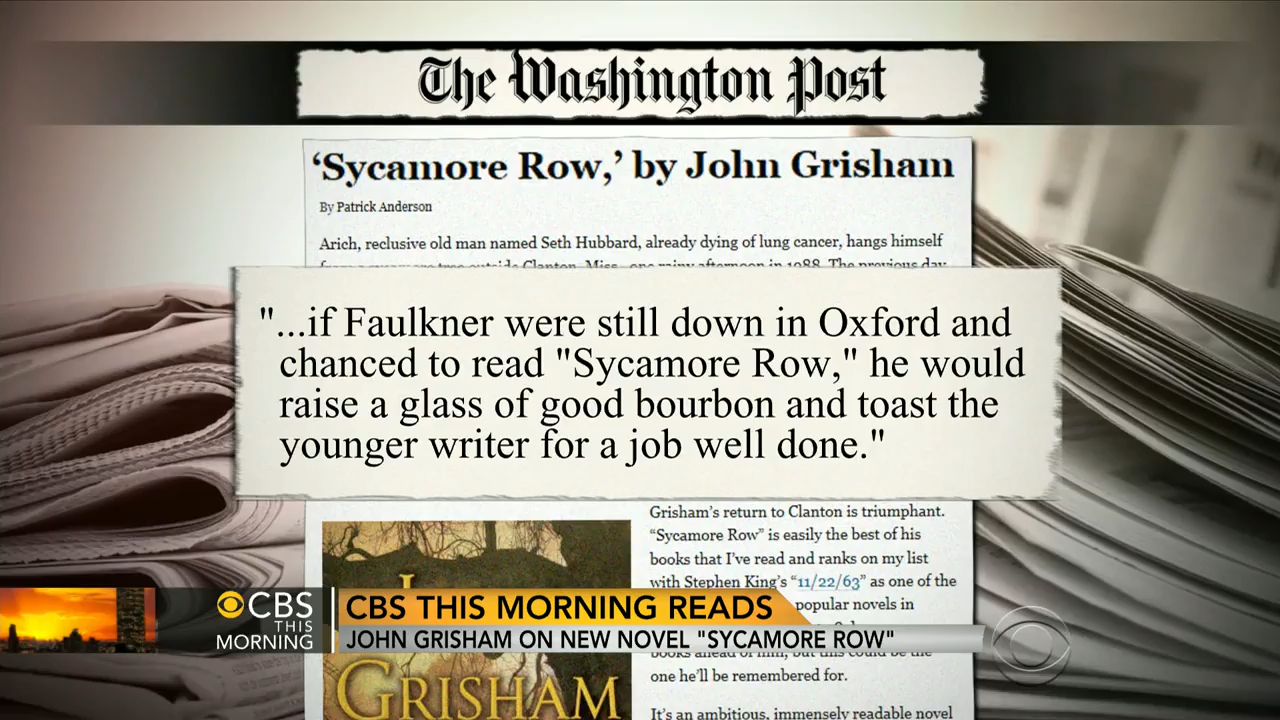 The Washington Post
‘Sycamore Row,’ by John Grisham
By Patrick Anderson
Arich, reclusive old man named Seth Hubbard, already dying of lung cancer, hangs himself
"...if Faulkner were still down in Oxford and
chanced to read "Sycamore Row," he would
raise a glass of good bourbon and toast the
younger writer for a job well done."
Grisham’s return to Clanton is triumphant.
“Sycamore Row” is easily the best of his
books that I’ve read and ranks on my list
with Stephen King’s “11/22/63” as one of the
popular novels in
one he’ll be remembered for.
It’s an ambitious, immensely readable novel
GRISHAM
CBS
THIS
MORNING
CBS THIS MORNING READS
JOHN GRISHAM ON NEW NOVEL "SYCAMORE ROW"